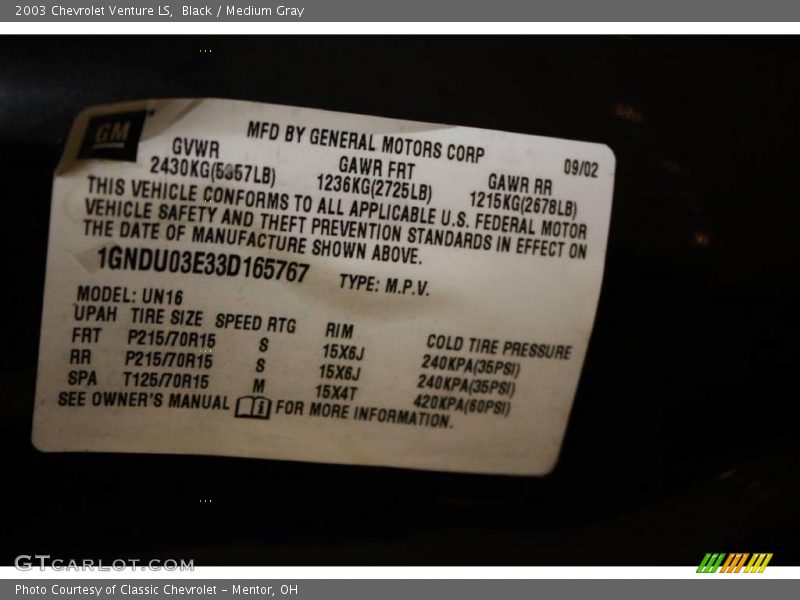 2003 Chevrolet Venture LS, Black / Medium Gray
GM
MFD BY GENERAL MOTORS CORP
09/02
GVWR GAWR FRT GAWR RR
2430KG(5357LB) 1236KG(2725LB) 1215KG(2678LB)
THIS VEHICLE CONFORMS TO ALL APPLICABLE U.S. FEDERAL MOTOR
VEHICLE SAFETY AND THEFT PREVENTION STANDARDS IN EFFECT ON
THE DATE OF MANUFACTURE SHOWN ABOVE.
1GNDU03E33D165767 TYPE: M.P.V.
MODEL: UN16
UPAH TIRE SIZE SPEED RTG RIM COLD TIRE PRESSURE
FRT P215/70R15 S 15X6J 240KPA(35PSI)
RR P215/70R15 S 15X6J 240KPA(35PSI)
SPA T125/70R15 M 15X4T 420KPA(60PSI)
SEE OWNER'S MANUAL FOR MORE INFORMATION.
GTCARLOT.COM
Photo Courtesy of Classic Chevrolet - Mentor, OH